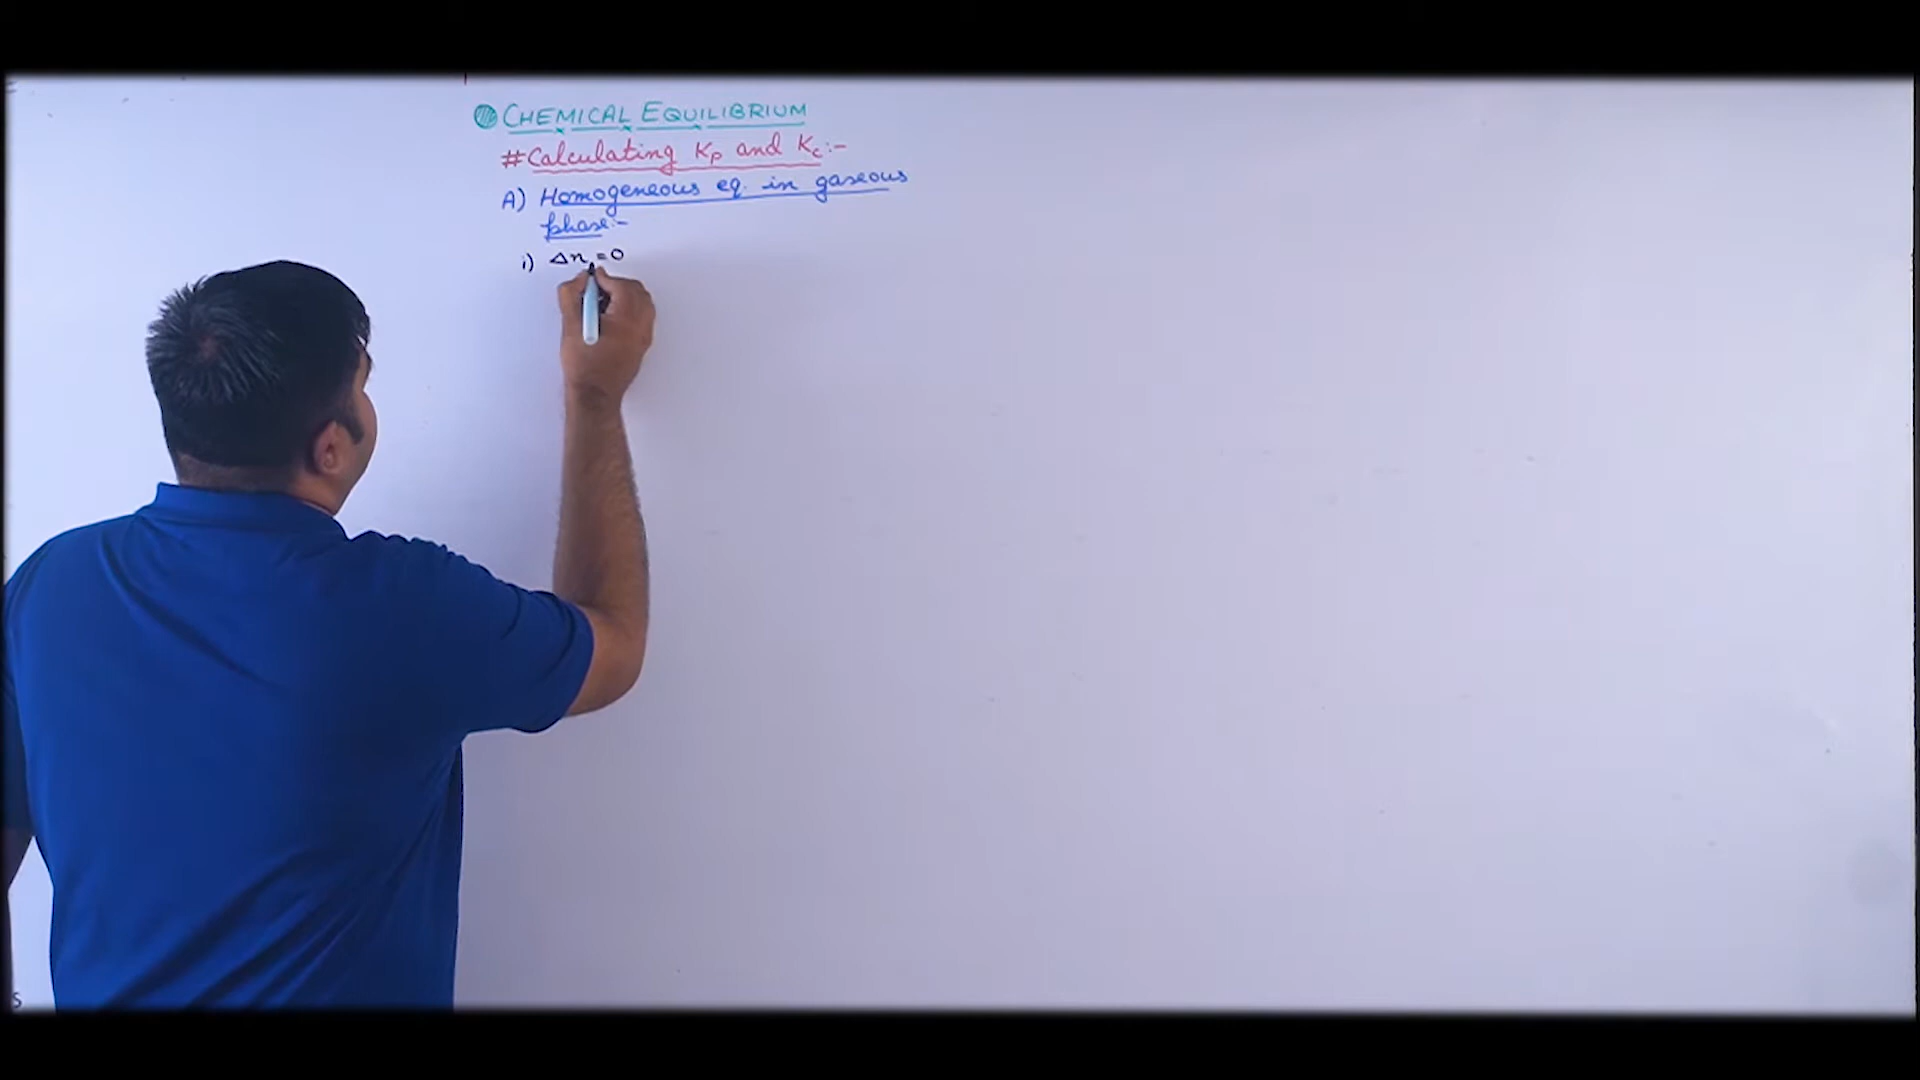 CHEMICAL EQUILIBRIUM
# Calculating Kp and Kc:-
A) Homogeneous eq. in gaseous
phase:-
i) Δn = 0